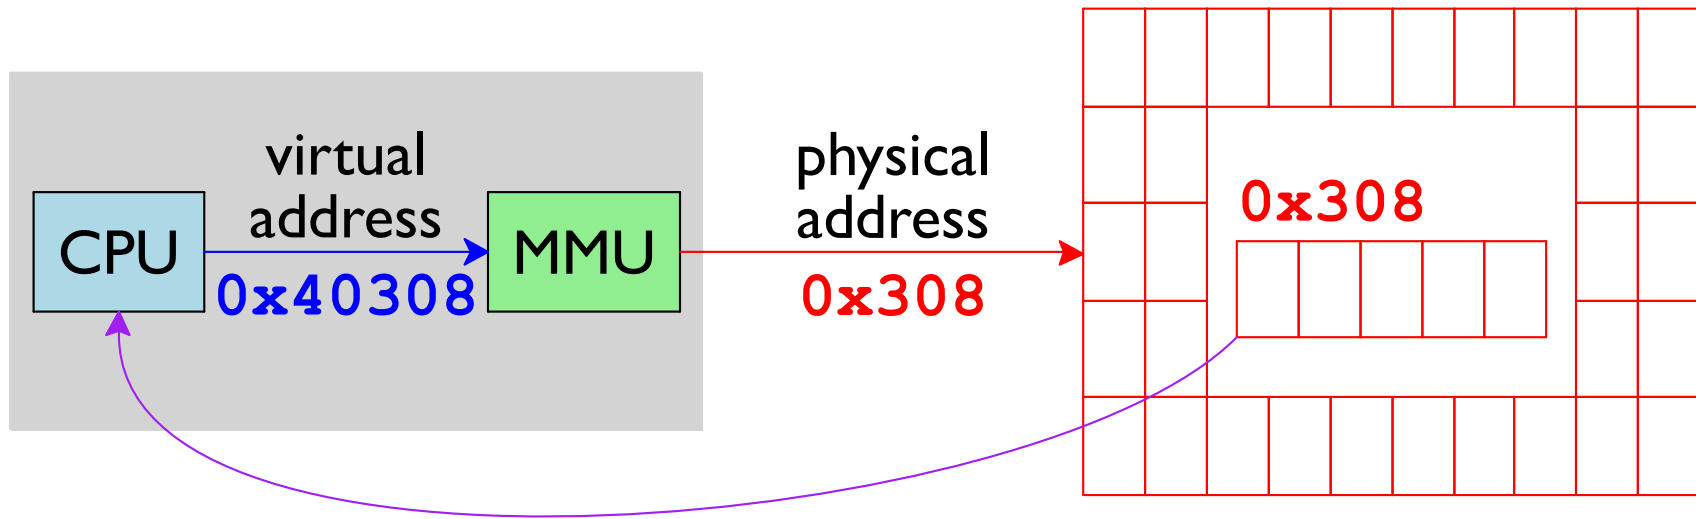 CPU
virtual
address
0x40308
MMU
physical
address
0x308
0x308